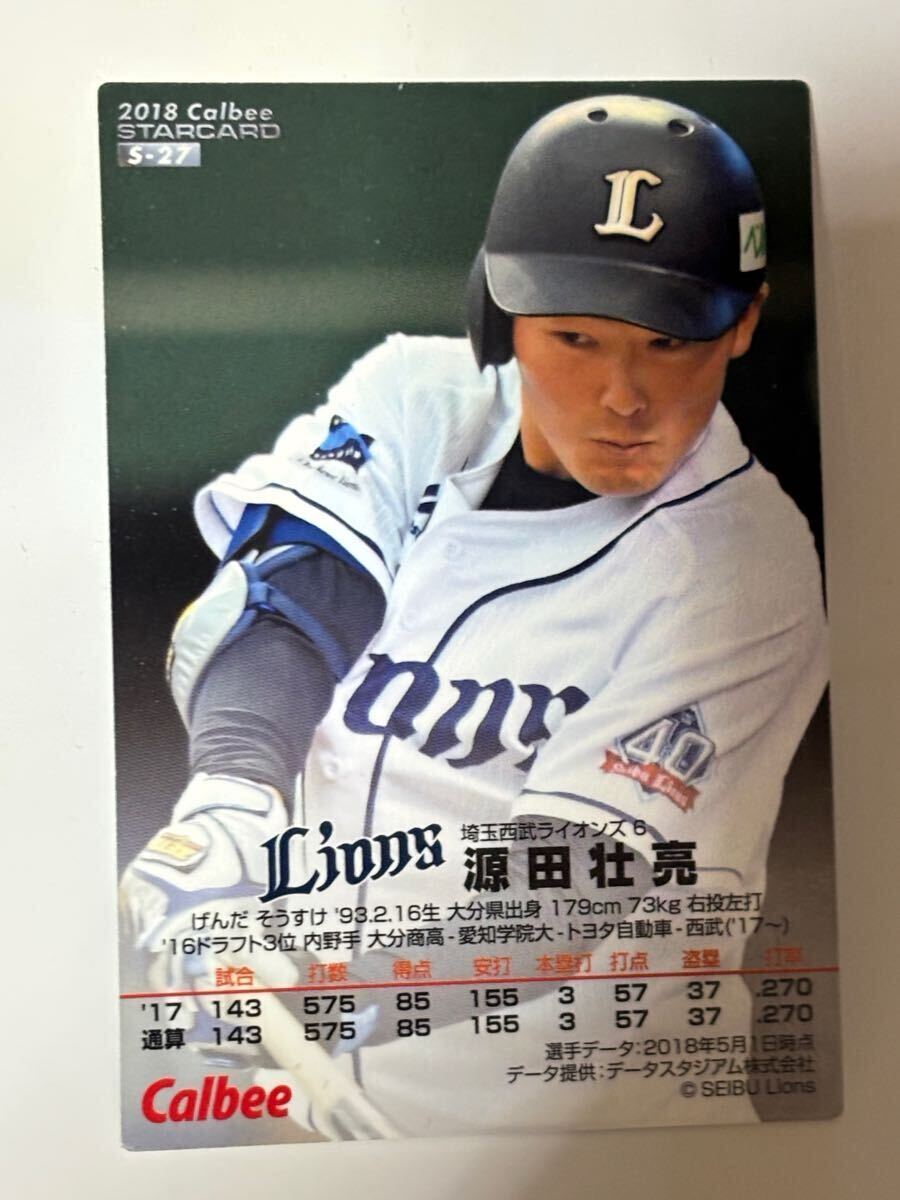 2018 Calbee
STARCARD
S-27
L
40
Lions
埼玉西武ライオンズ 6
源田壮亮
げんだ そうすけ '93.2.16生 大分県出身 179cm 73kg 右投左打
'16ドラフト3位 内野手 大分商高-愛知学院大-トヨタ自動車-西武('17~)
試合 打数 得点 安打 本塁打 打点 盗塁 打率
'17 143 575 85 155 3 57 37 .270
通算 143 575 85 155 3 57 37 .270
選手データ:2018年5月1日時点
データ提供:データスタジアム株式会社
© SEIBU Lions
Calbee